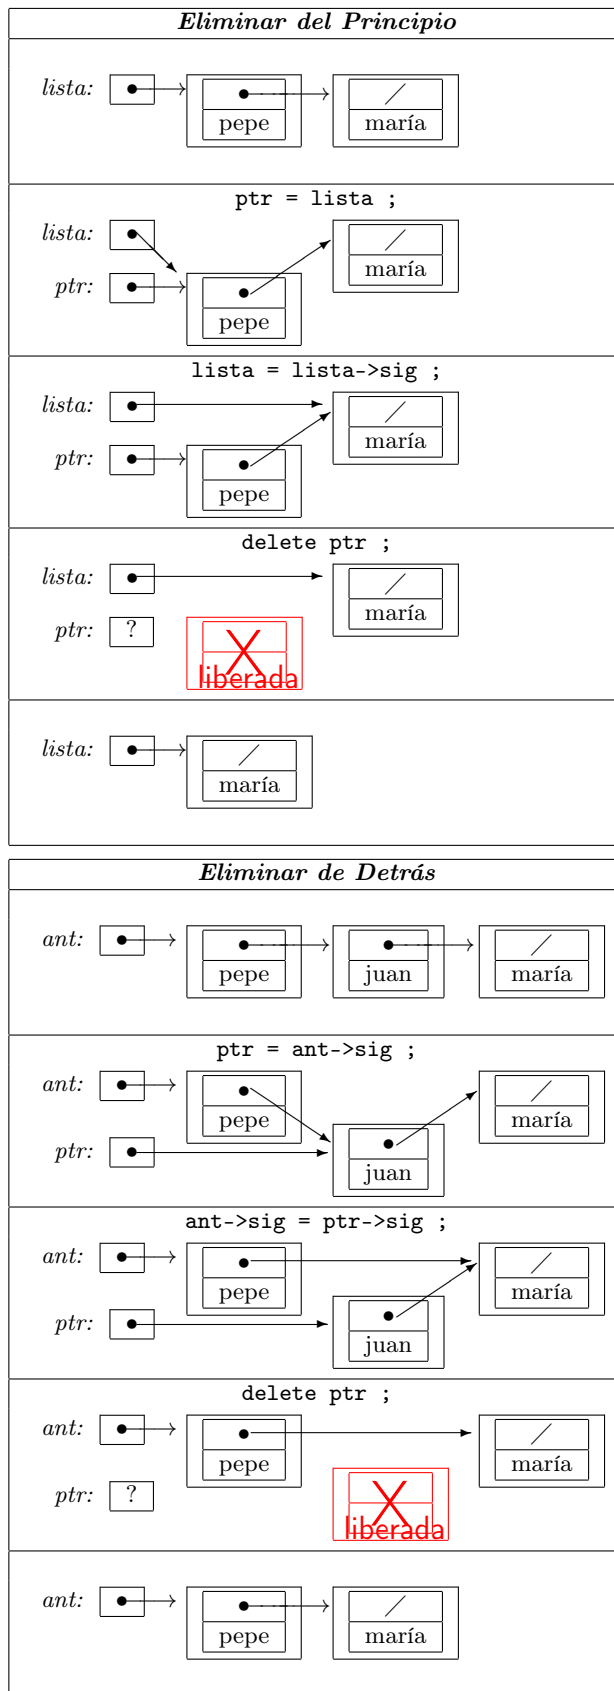 Eliminar del Principio
lista:
pepe
maría
ptr = lista ;
lista:
ptr:
maría
pepe
lista = lista->sig ;
lista:
ptr:
maría
pepe
delete ptr ;
lista:
maría
ptr: ?
X
liberada
lista:
maría
Eliminar de Detrás
ant:
pepe juan maría
ptr = ant->sig ;
ant:
pepe maría
ptr:
juan
ant->sig = ptr->sig ;
ant:
pepe maría
ptr:
juan
delete ptr ;
ant:
pepe maría
ptr: ?
X
liberada
ant:
pepe maría